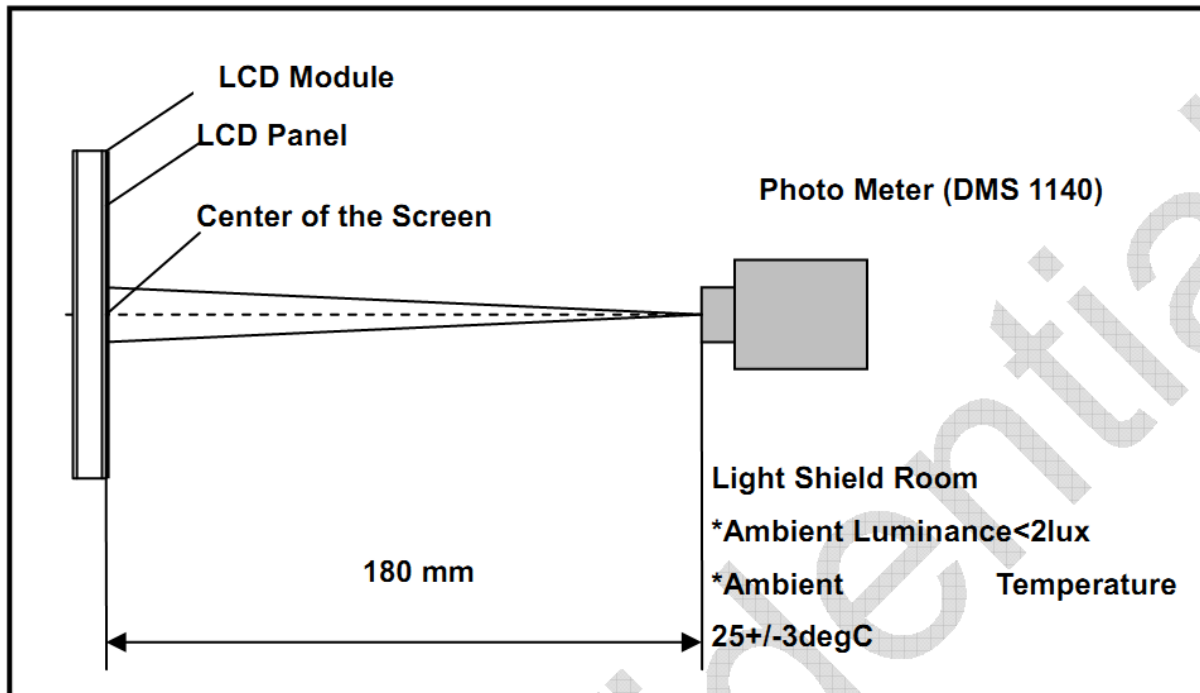 LCD Module
LCD Panel
Center of the Screen
Photo Meter (DMS 1140)
Light Shield Room
*Ambient Luminance<2lux
*Ambient Temperature
25+/-3degC
180 mm
dentia